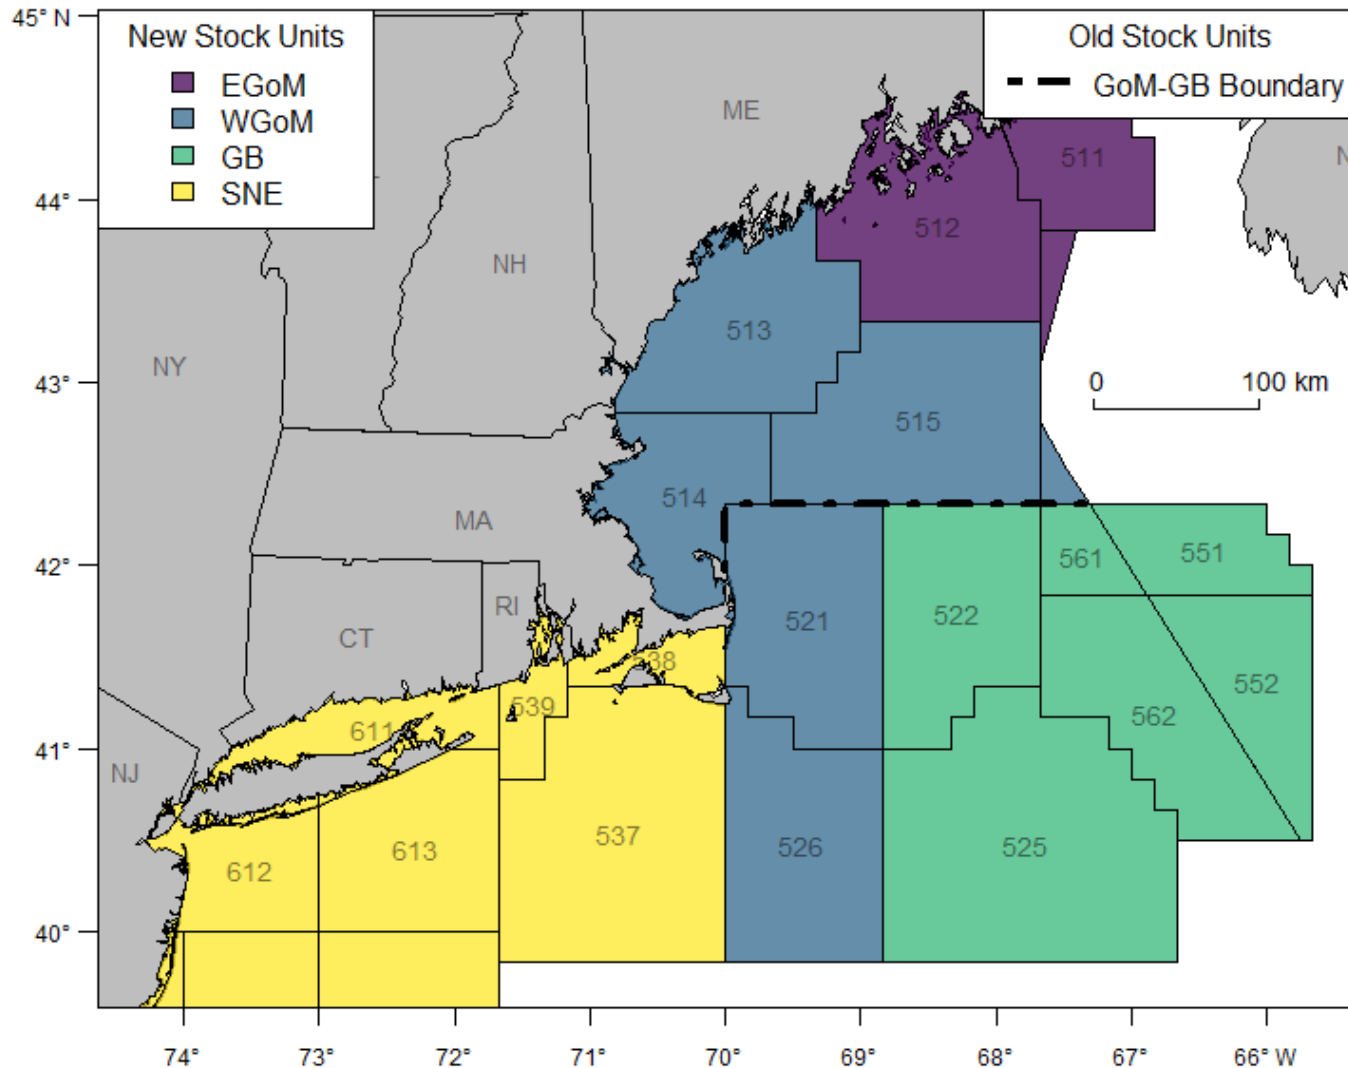 45° N
New Stock Units
EGoM
WGoM
GB
SNE
Old Stock Units
GoM-GB Boundary
ME
N
511
44°
512
NH
513
NY
43°
0 100 km
515
514
MA
42°
561 551
RI
CT
521 522
538
552
539
562
611
41°
NJ
537 526 525
613
612
40°
74° 73° 72° 71° 70° 69° 68° 67° 66° W